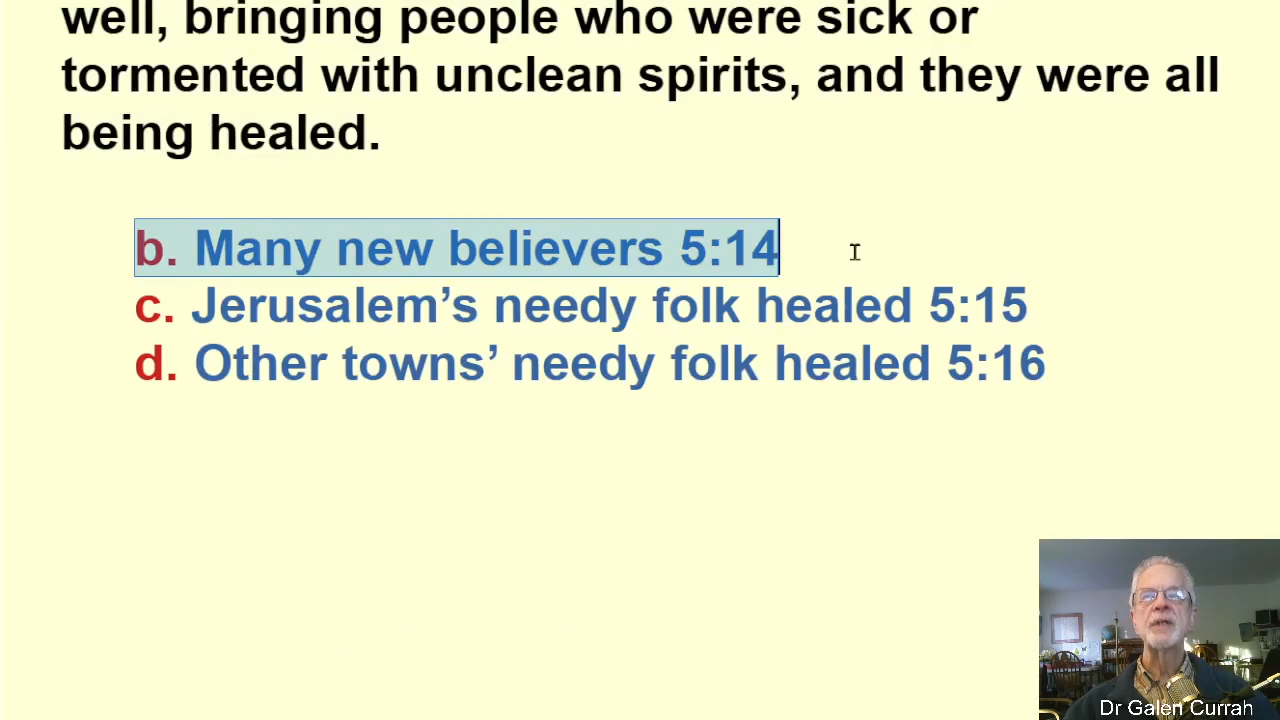 well, bringing people who were sick or
tormented with unclean spirits, and they were all
being healed.
b. Many new believers 5:14
c. Jerusalem’s needy folk healed 5:15
d. Other towns’ needy folk healed 5:16
Dr Galen Currah